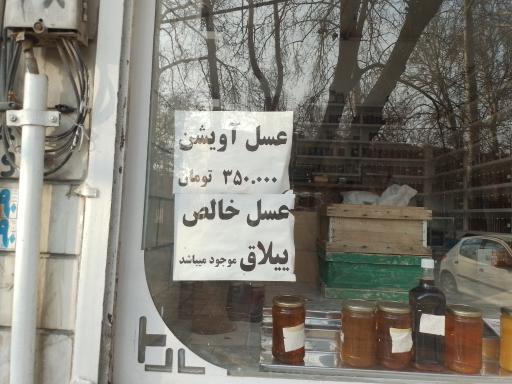 عسل آویشن
۳۵۰.۰۰۰ تومان
عسل خالص
ییلاق موجود میباشد